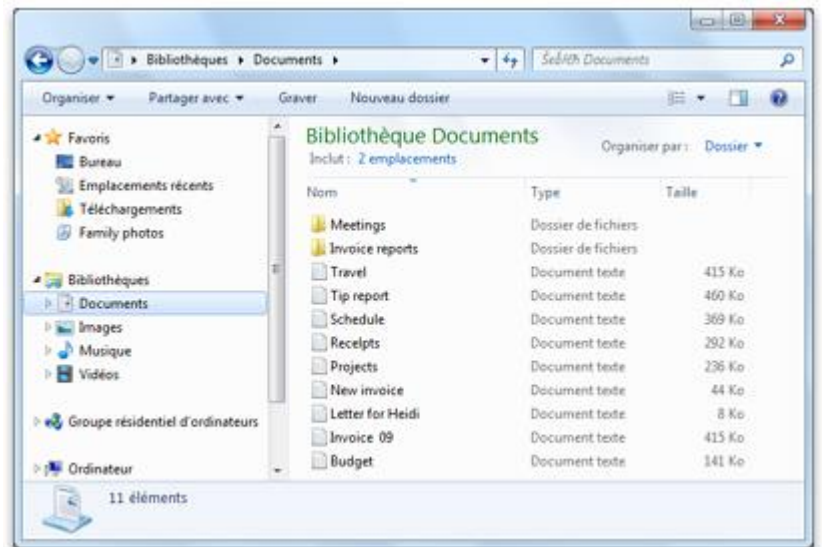 Bibliothèques Documents
Documents
Organiser Partager avec Graver Nouveau dossier
Favoris
Bureau
Emplacements récents
Téléchargements
Family photos
Bibliothèques
Documents
Images
Musique
Vidéos
Groupe résidentiel d'ordinateurs
Ordinateur
Bibliothèque Documents
Inclut : 2 emplacements
Organiser par : Dossier
Nom Type Taille
Meetings Dossier de fichiers
Invoice reports Dossier de fichiers
Travel Document texte 415 Ko
Tip report Document texte 460 Ko
Schedule Document texte 369 Ko
Recelpts Document texte 292 Ko
Projects Document texte 236 Ko
New invoice Document texte 44 Ko
Letter for Heidi Document texte 8 Ko
Invoice 09 Document texte 415 Ko
Budget Document texte 141 Ko
11 éléments